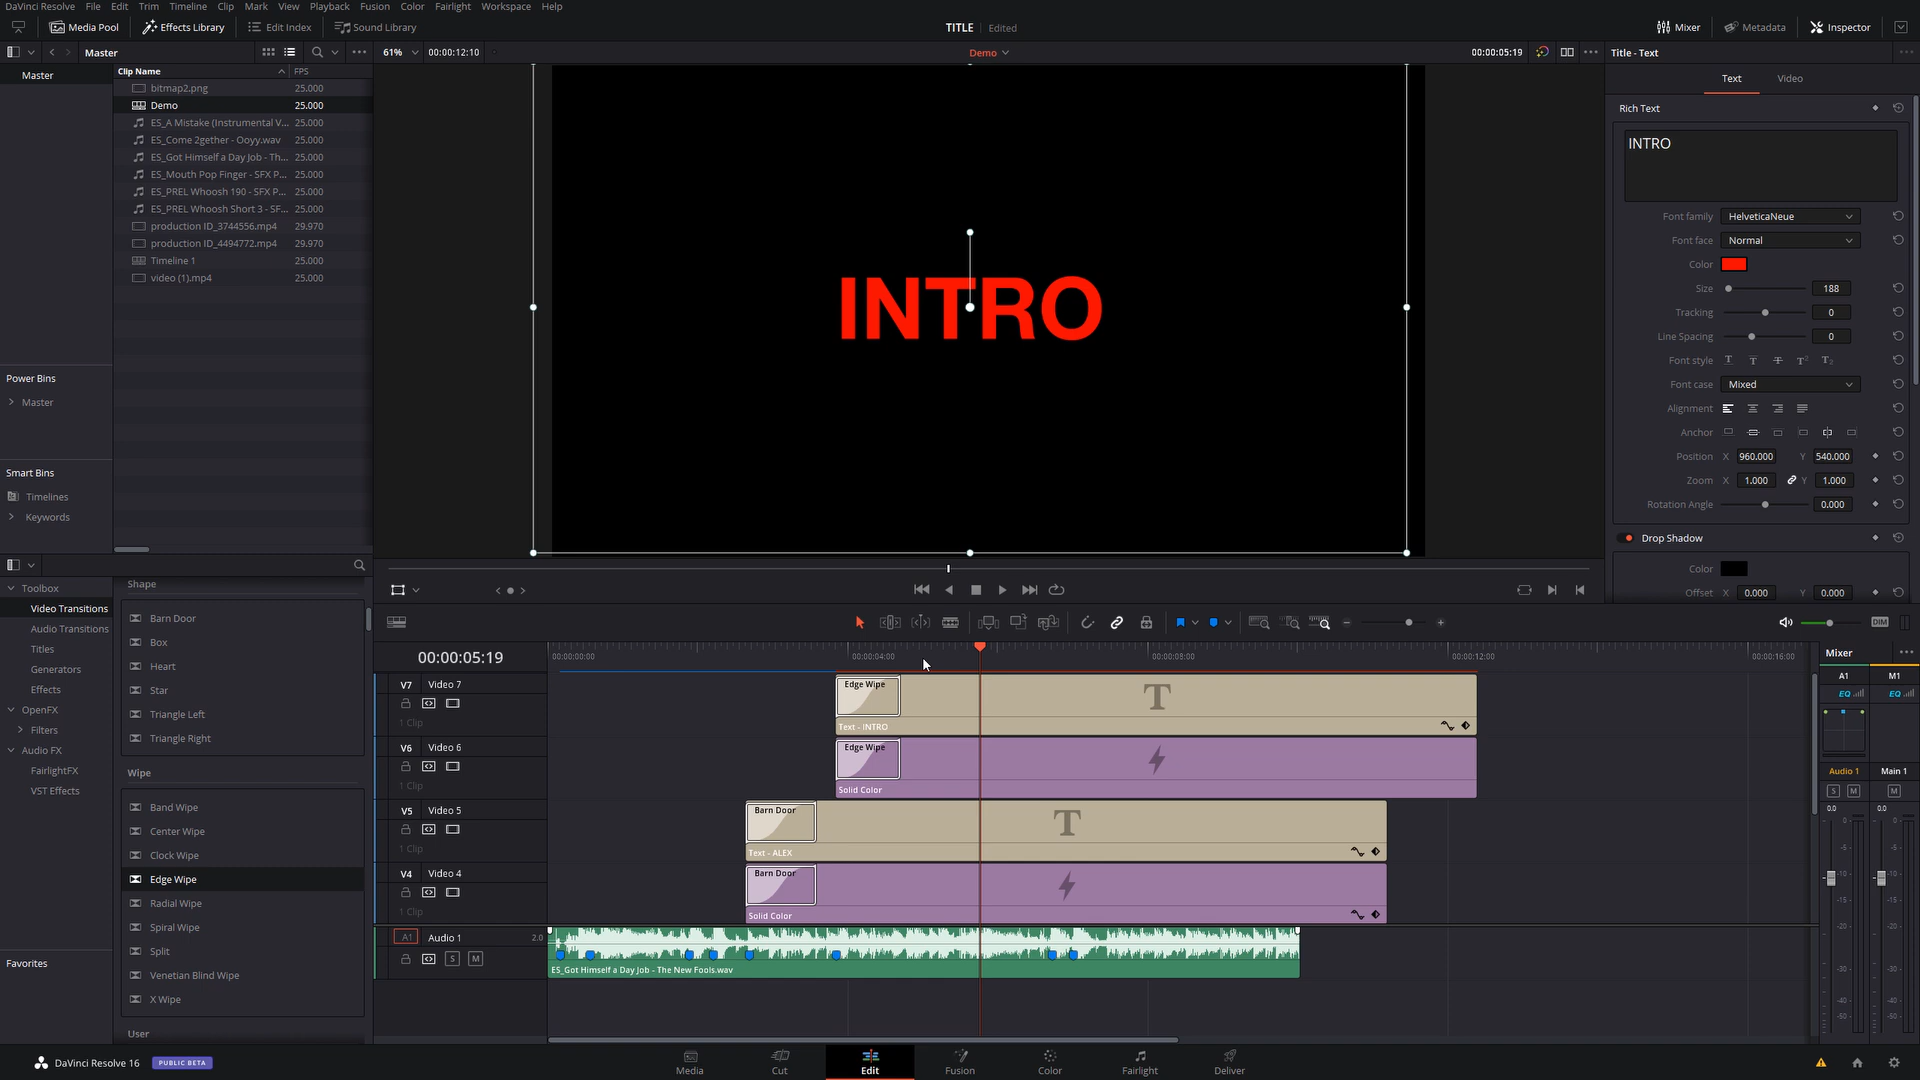 DaVinci Resolve File Edit Trim Timeline Clip Mark View Playback Fusion Color Fairlight Workspace Help
Media Pool Effects Library Edit Index Sound Library TITLE Edited Mixer Metadata Inspector
Master 61% 00:00:12:10 Demo 00:00:05:19 Title - Text
Master
Clip Name FPS
bitmap2.png 25.000
Demo 25.000
ES_A Mistake (Instrumental V... 25.000
ES_Come 2gether - Ooyy.wav 25.000
ES_Got Himself a Day Job - Th... 25.000
ES_Mouth Pop Finger - SFX P... 25.000
ES_PREL Whoosh 190 - SFX P... 25.000
ES_PREL Whoosh Short 3 - SF... 25.000
production ID_3744556.mp4 29.970
production ID_4494772.mp4 29.970
Timeline 1 25.000
video (1).mp4 25.000
Power Bins
Master
Smart Bins
Timelines
Keywords
INTRO
Text Video
Rich Text
INTRO
Font family HelveticaNeue
Font face Normal
Color
Size 188
Tracking 0
Line Spacing 0
Font style
Font case Mixed
Alignment
Anchor
Position X 960.000 Y 540.000
Zoom X 1.000 Y 1.000
Rotation Angle 0.000
Drop Shadow
Color
Offset X 0.000 Y 0.000
Toolbox
Video Transitions
Audio Transitions
Titles
Generators
Effects
OpenFX
Filters
Audio FX
FairlightFX
VST Effects
Favorites
Shape
Barn Door
Box
Heart
Star
Triangle Left
Triangle Right
Wipe
Band Wipe
Center Wipe
Clock Wipe
Edge Wipe
Radial Wipe
Spiral Wipe
Split
Venetian Blind Wipe
X Wipe
User
DIM
00:00:05:19
00:00:00:00 00:00:04:00 00:00:08:00 00:00:12:00 00:00:16:00
V7 Video 7
1 Clip
Edge Wipe
Text - INTRO
V6 Video 6
1 Clip
Edge Wipe
Solid Color
V5 Video 5
1 Clip
Barn Door
Text - ALEX
V4 Video 4
1 Clip
Barn Door
Solid Color
A1 Audio 1 2.0
S M
ES_Got Himself a Day Job - The New Fools.wav
Mixer
A1 M1
EQ EQ
Audio 1 Main 1
S M M
0.0 0.0
DaVinci Resolve 16 PUBLIC BETA
Media Cut Edit Fusion Color Fairlight Deliver